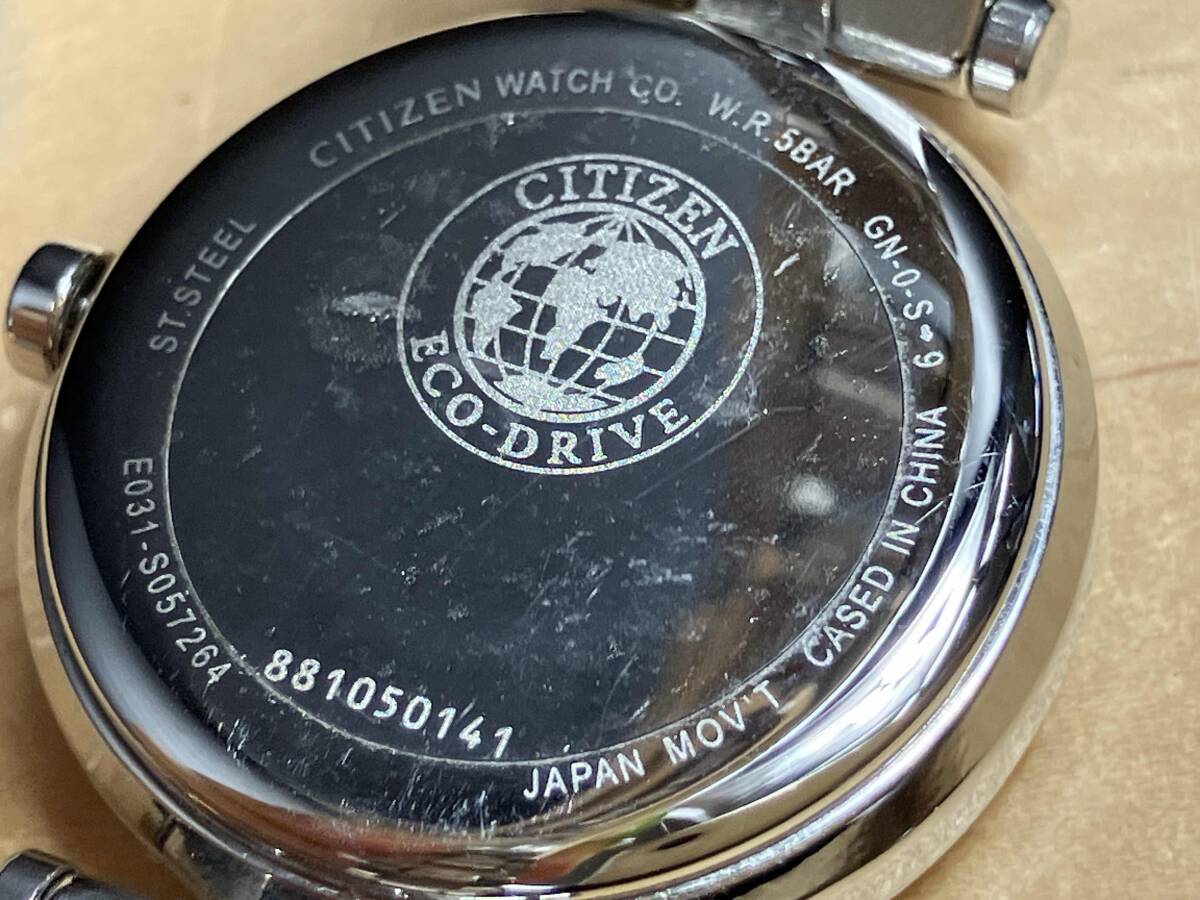 CITIZEN WATCH CO. W.R.5BAR GN-0-S 9 CASED IN CHINA JAPAN MOV'T
ST.STEEL
E031-S057264
CITIZEN
ECO-DRIVE
881050141